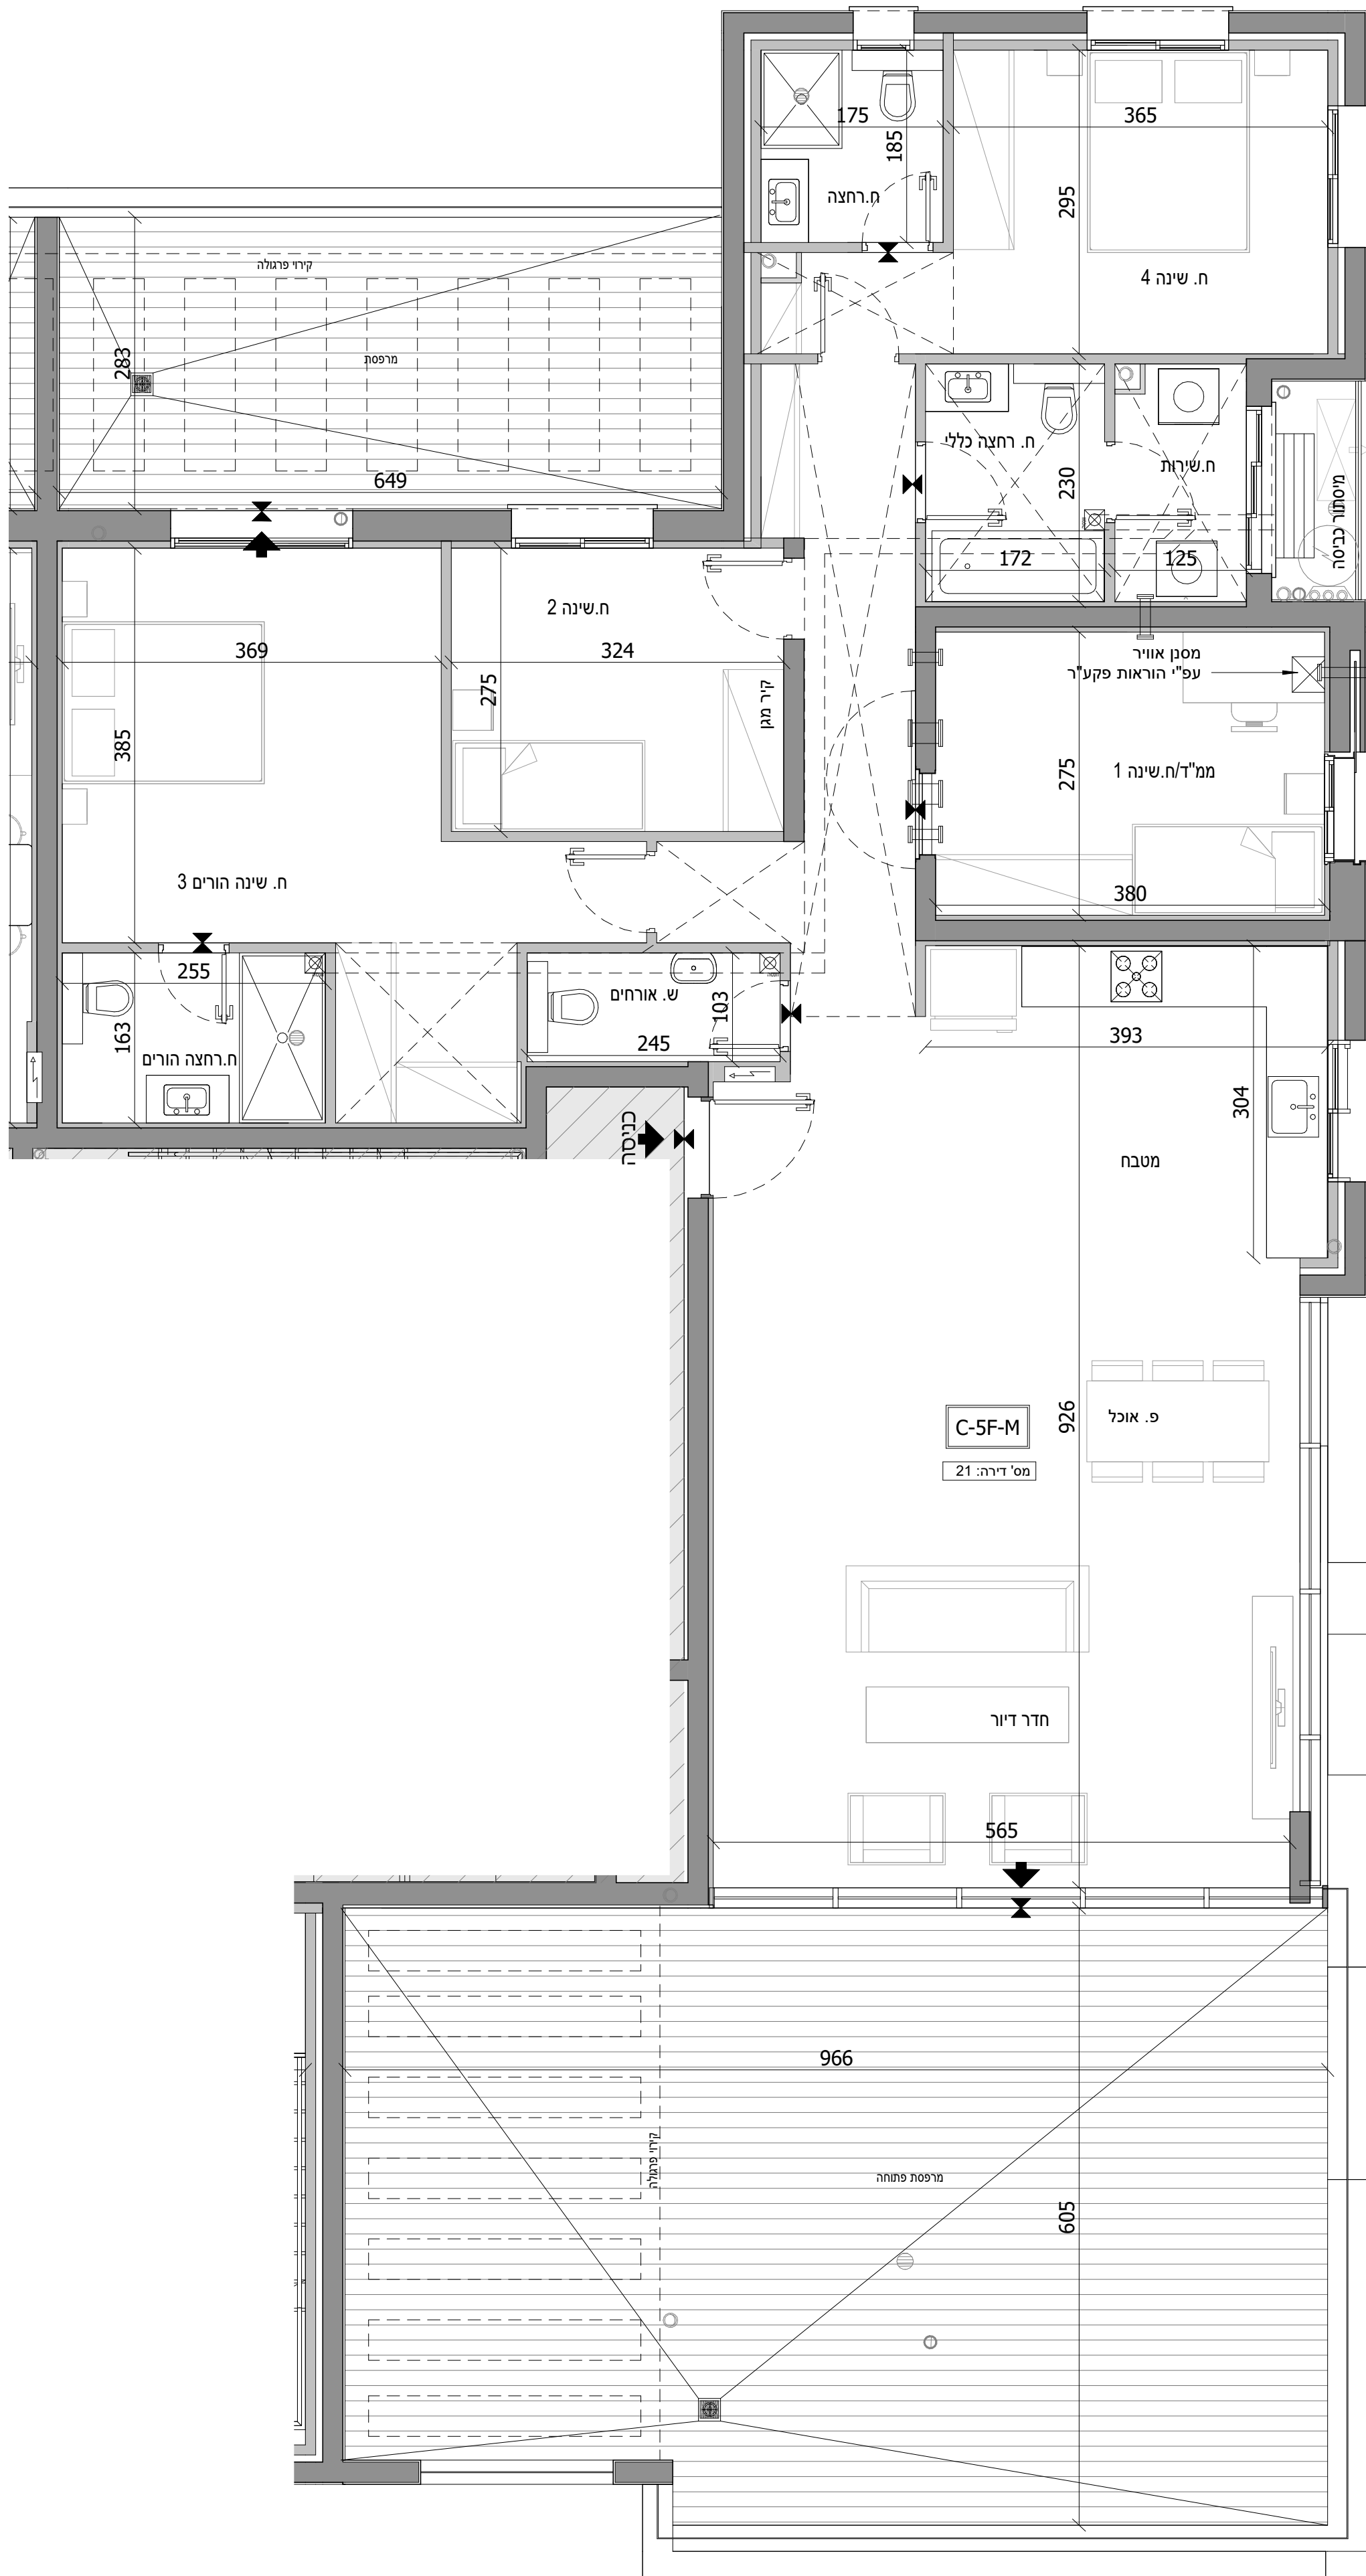 175
365
185
ח.רחצה
295
ח. שינה 4
קירוי פרגולה
מרפסת
283
649
ח. רחצה כללי
ח.שירות
230
172
125
מיסתור כביסה
ח.שינה 2
369
324
275
קיר מגן
385
מסנן אוויר
עפ"י הוראות פקע"ר
ממ"ד/ח.שינה 1
275
380
ח. שינה הורים 3
255
163
ח.רחצה הורים
ש. אורחים
103
245
393
304
כניסה
מטבח
C-5F-M
926
פ. אוכל
מס' דירה: 21
חדר דיור
565
966
קירוי פרגולה
מרפסת פתוחה
605